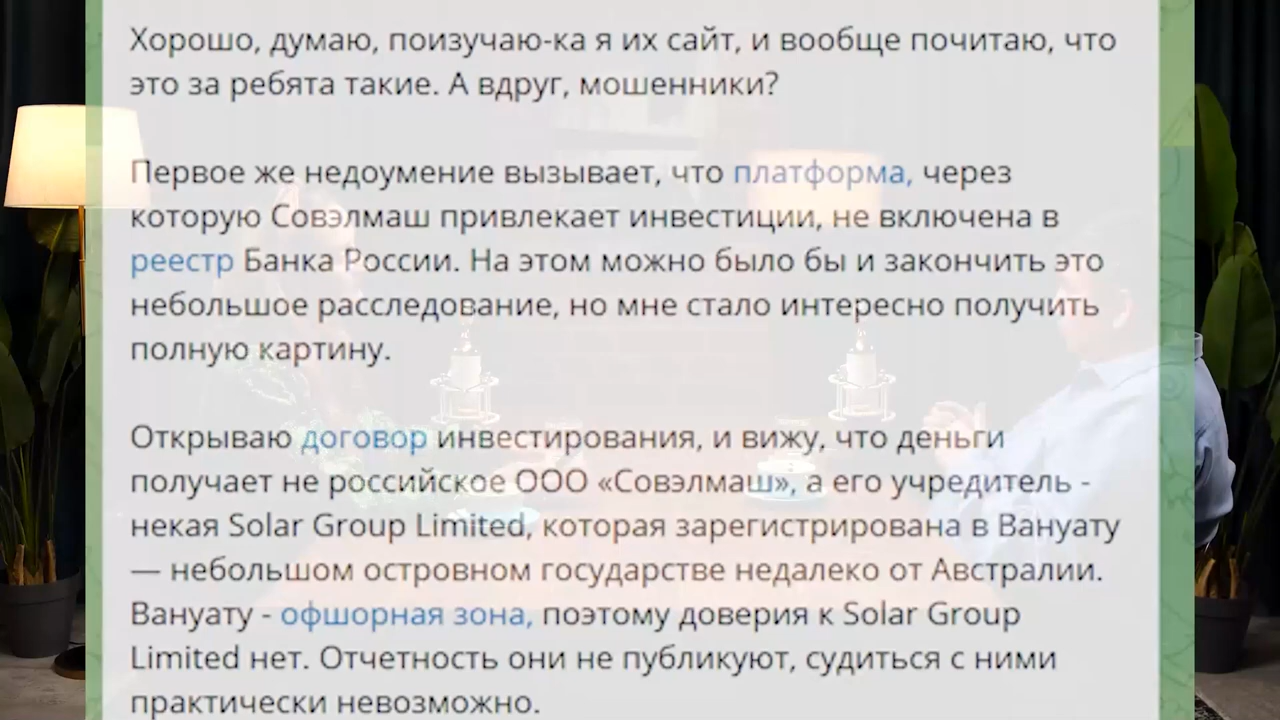 Хорошо, думаю, поизучаю-ка я их сайт, и вообще почитаю, что
это за ребята такие. А вдруг, мошенники?
Первое же недоумение вызывает, что платформа, через
которую Совэлмаш привлекает инвестиции, не включена в
реестр Банка России. На этом можно было бы и закончить это
небольшое расследование, но мне стало интересно получить
полную картину.
Открываю договор инвестирования, и вижу, что деньги
получает не российское ООО «Совэлмаш», а его учредитель -
некая Solar Group Limited, которая зарегистрирована в Вануату
— небольшом островном государстве недалеко от Австралии.
Вануату - офшорная зона, поэтому доверия к Solar Group
Limited нет. Отчетность они не публикуют, судиться с ними
практически невозможно.